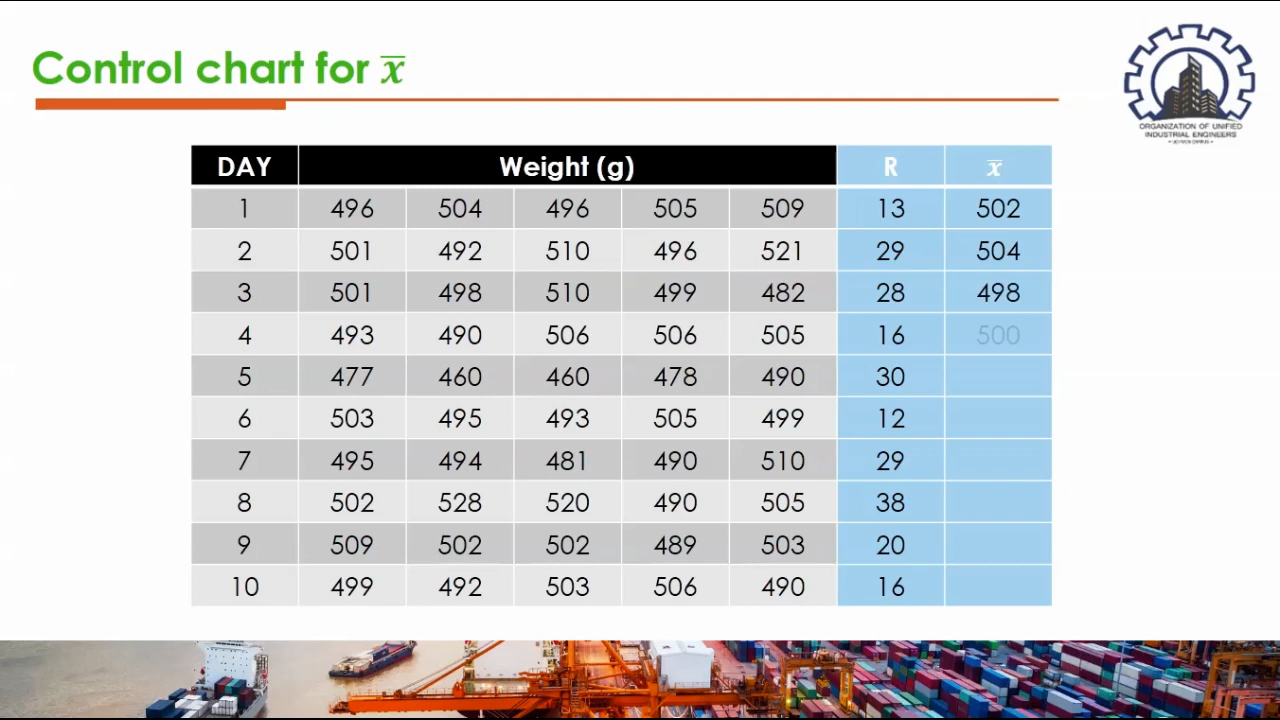 Control chart for x̅
ORGANIZATION OF UNIFIED
INDUSTRIAL ENGINEERS
DAY Weight (g) R x̅
1 496 504 496 505 509 13 502
2 501 492 510 496 521 29 504
3 501 498 510 499 482 28 498
4 493 490 506 506 505 16 500
5 477 460 460 478 490 30
6 503 495 493 505 499 12
7 495 494 481 490 510 29
8 502 528 520 490 505 38
9 509 502 502 489 503 20
10 499 492 503 506 490 16